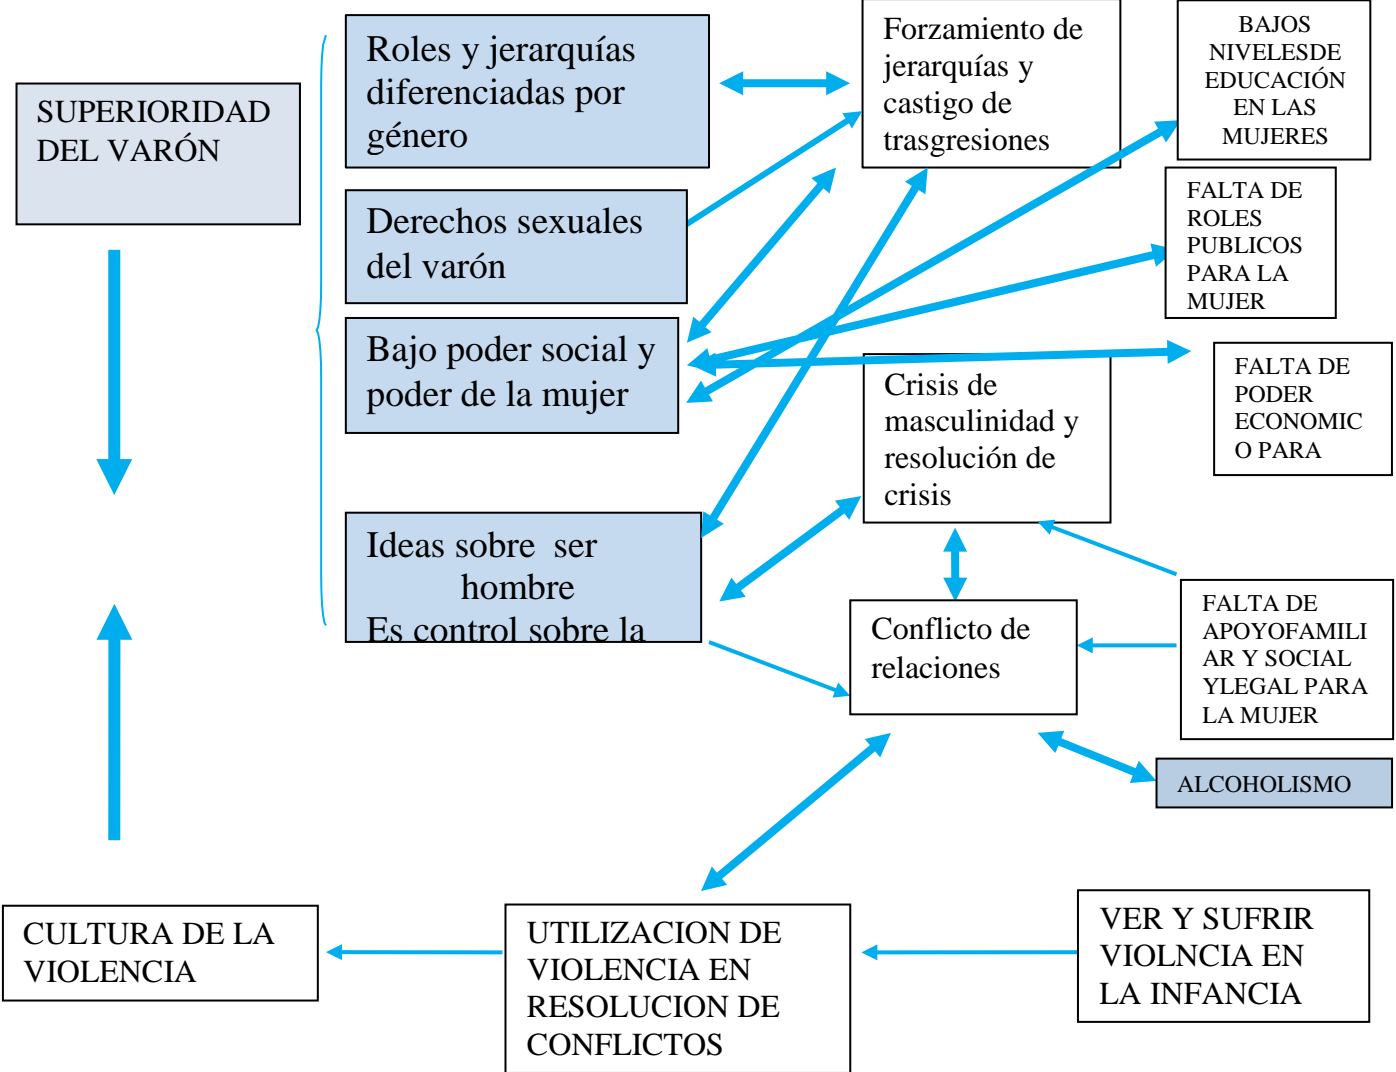 SUPERIORIDAD
DEL VARÓN
Roles y jerarquías
diferenciadas por
género
Derechos sexuales
del varón
Bajo poder social y
poder de la mujer
Ideas sobre ser
hombre
Es control sobre la
Forzamiento de
jerarquías y
castigo de
trasgresiones
Crisis de
masculinidad y
resolución de
crisis
Conflicto de
relaciones
BAJOS
NIVELESDE
EDUCACIÓN
EN LAS
MUJERES
FALTA DE
ROLES
PUBLICOS
PARA LA
MUJER
FALTA DE
PODER
ECONOMIC
O PARA
FALTA DE
APOYOFAMILI
AR Y SOCIAL
YLEGAL PARA
LA MUJER
ALCOHOLISMO
CULTURA DE LA
VIOLENCIA
UTILIZACION DE
VIOLENCIA EN
RESOLUCION DE
CONFLICTOS
VER Y SUFRIR
VIOLNCIA EN
LA INFANCIA